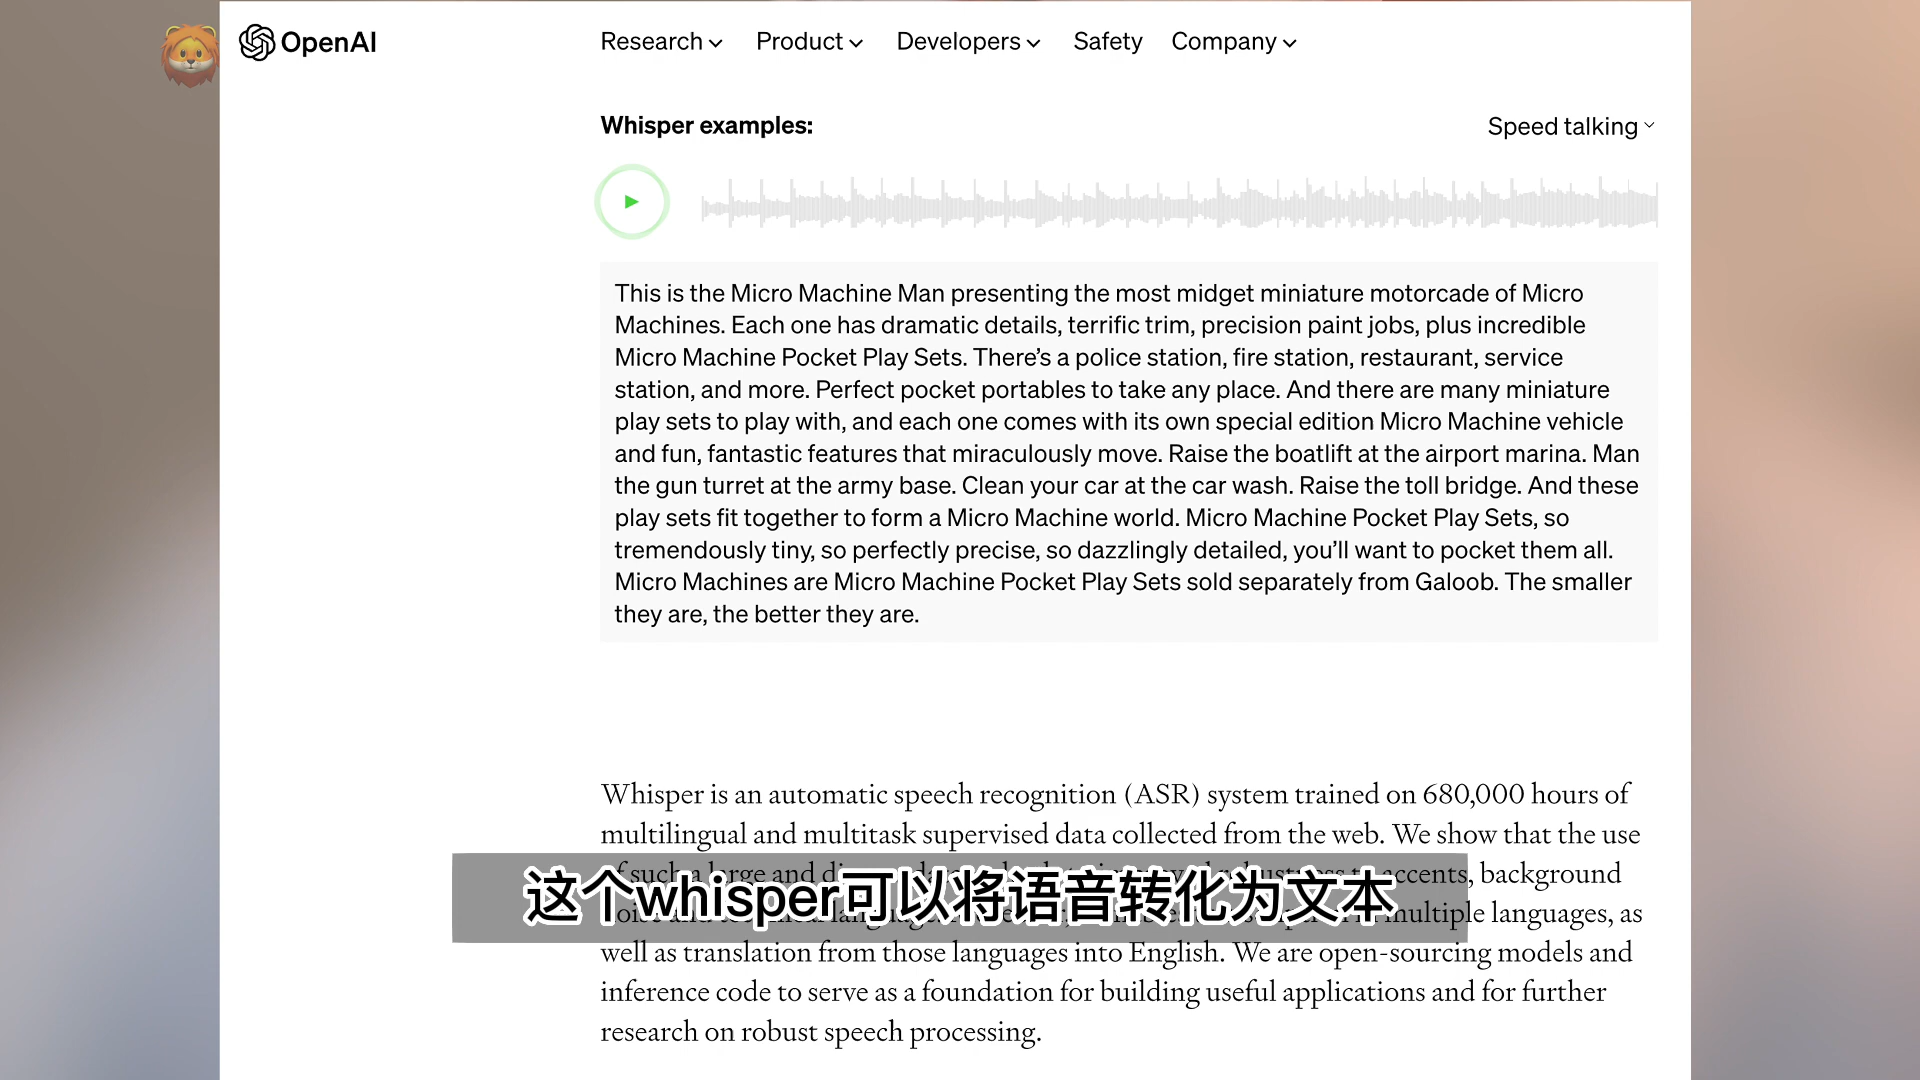 OpenAI
Research
Product
Developers
Safety
Company
Whisper examples:
Speed talking
This is the Micro Machine Man presenting the most midget miniature motorcade of Micro
Machines. Each one has dramatic details, terrific trim, precision paint jobs, plus incredible
Micro Machine Pocket Play Sets. There’s a police station, fire station, restaurant, service
station, and more. Perfect pocket portables to take any place. And there are many miniature
play sets to play with, and each one comes with its own special edition Micro Machine vehicle
and fun, fantastic features that miraculously move. Raise the boatlift at the airport marina. Man
the gun turret at the army base. Clean your car at the car wash. Raise the toll bridge. And these
play sets fit together to form a Micro Machine world. Micro Machine Pocket Play Sets, so
tremendously tiny, so perfectly precise, so dazzlingly detailed, you’ll want to pocket them all.
Micro Machines are Micro Machine Pocket Play Sets sold separately from Galoob. The smaller
they are, the better they are.
Whisper is an automatic speech recognition (ASR) system trained on 680,000 hours of
multilingual and multitask supervised data collected from the web. We show that the use
of such a large and accents, background
multiple languages, as
这个whisper可以将语音转化为文本
well as translation from those languages into English. We are open-sourcing models and
inference code to serve as a foundation for building useful applications and for further
research on robust speech processing.